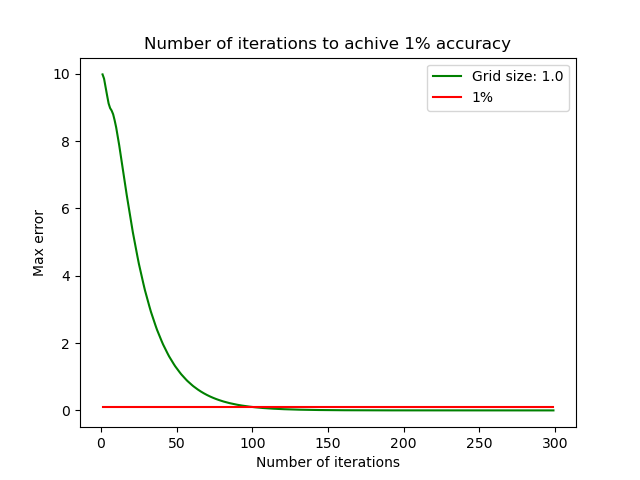 Number of iterations to achive 1% accuracy
Grid size: 1.0
1%
Max error
10
8
6
4
2
0
0 50 100 150 200 250 300
Number of iterations